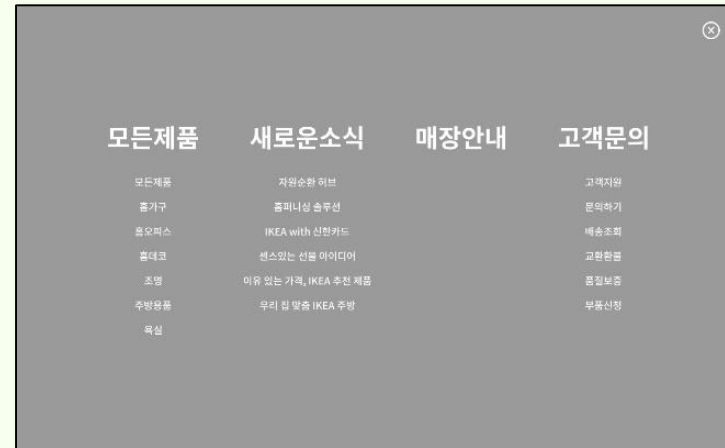 모든제품
모든제품
홈가구
홈오피스
홈데코
조명
주방용품
욕실
새로운소식
자원순환 허브
홈퍼니싱 솔루션
IKEA with 신한카드
센스있는 선물 아이디어
이유 있는 가격, IKEA 추천 제품
우리 집 맞춤 IKEA 주방
매장안내
고객문의
고객지원
문의하기
배송조회
교환환불
품질보증
부품신청